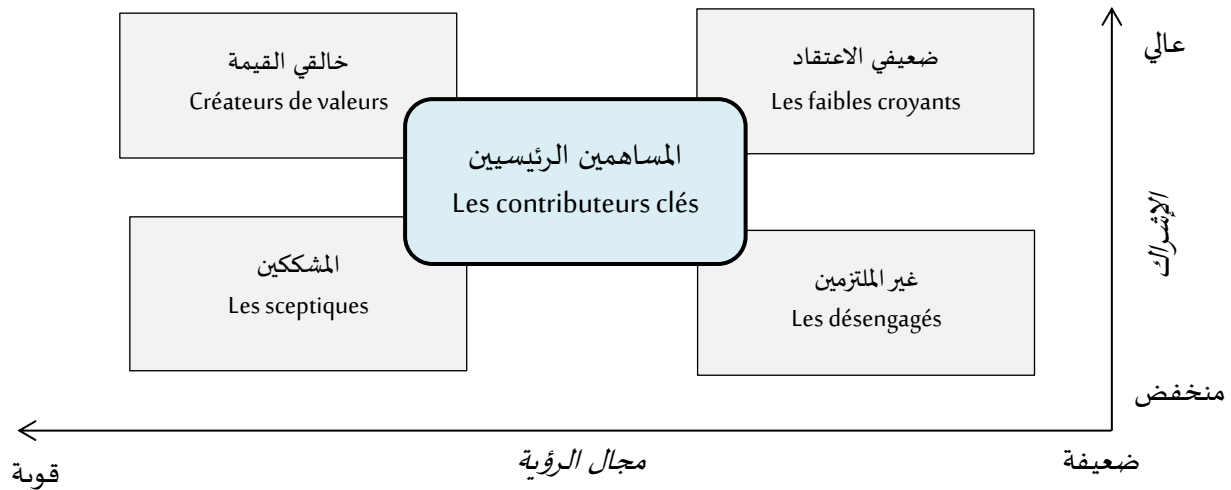 عالي
ضعيفي الاعتقاد
Les faibles croyants
خالقي القيمة
Créateurs de valeurs
المساهمين الرئيسيين
Les contributeurs clés
الإشراك
غير الملتزمين
Les désengagés
المشككين
Les sceptiques
منخفض
ضعيفة
مجال الرؤية
قوية